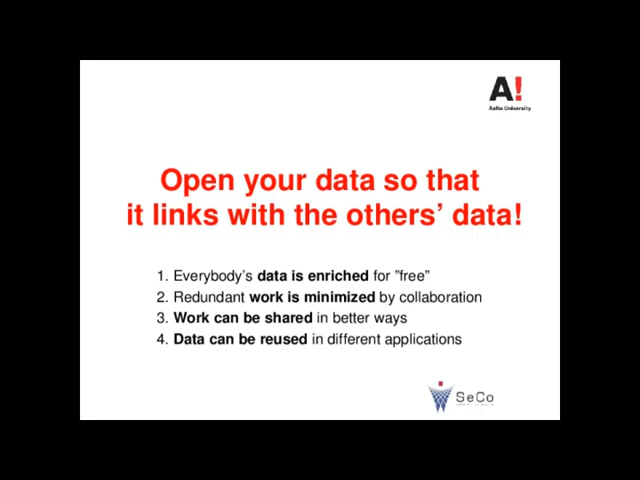 A!
Aalto University
Open your data so that
it links with the others’ data!
1. Everybody’s data is enriched for ”free”
2. Redundant work is minimized by collaboration
3. Work can be shared in better ways
4. Data can be reused in different applications
SeCo